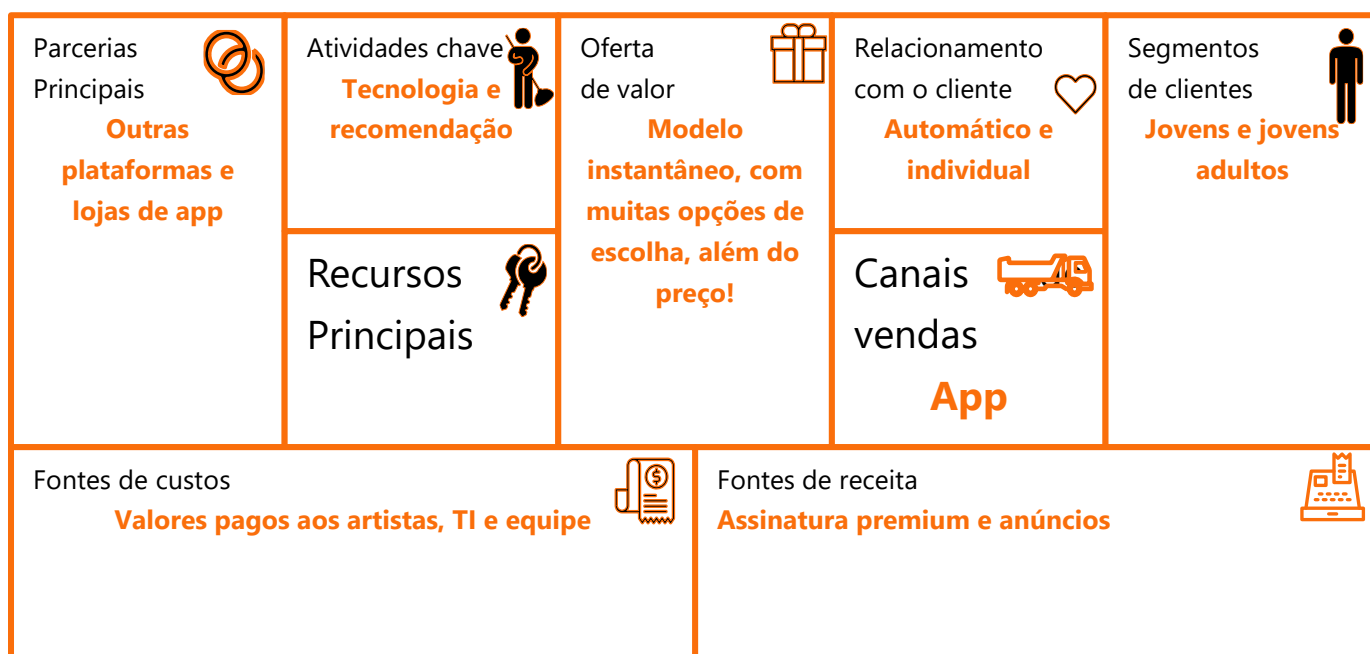 Parcerias
Principais
Outras
plataformas e
lojas de app
Atividades chave
Tecnologia e
recomendação
Recursos
Principais
Oferta
de valor
Modelo
instantâneo, com
muitas opções de
escolha, além do
preço!
Relacionamento
com o cliente
Automático e
individual
Canais
vendas
App
Segmentos
de clientes
Jovens e jovens
adultos
Fontes de custos
Valores pagos aos artistas, TI e equipe
Fontes de receita
Assinatura premium e anúncios